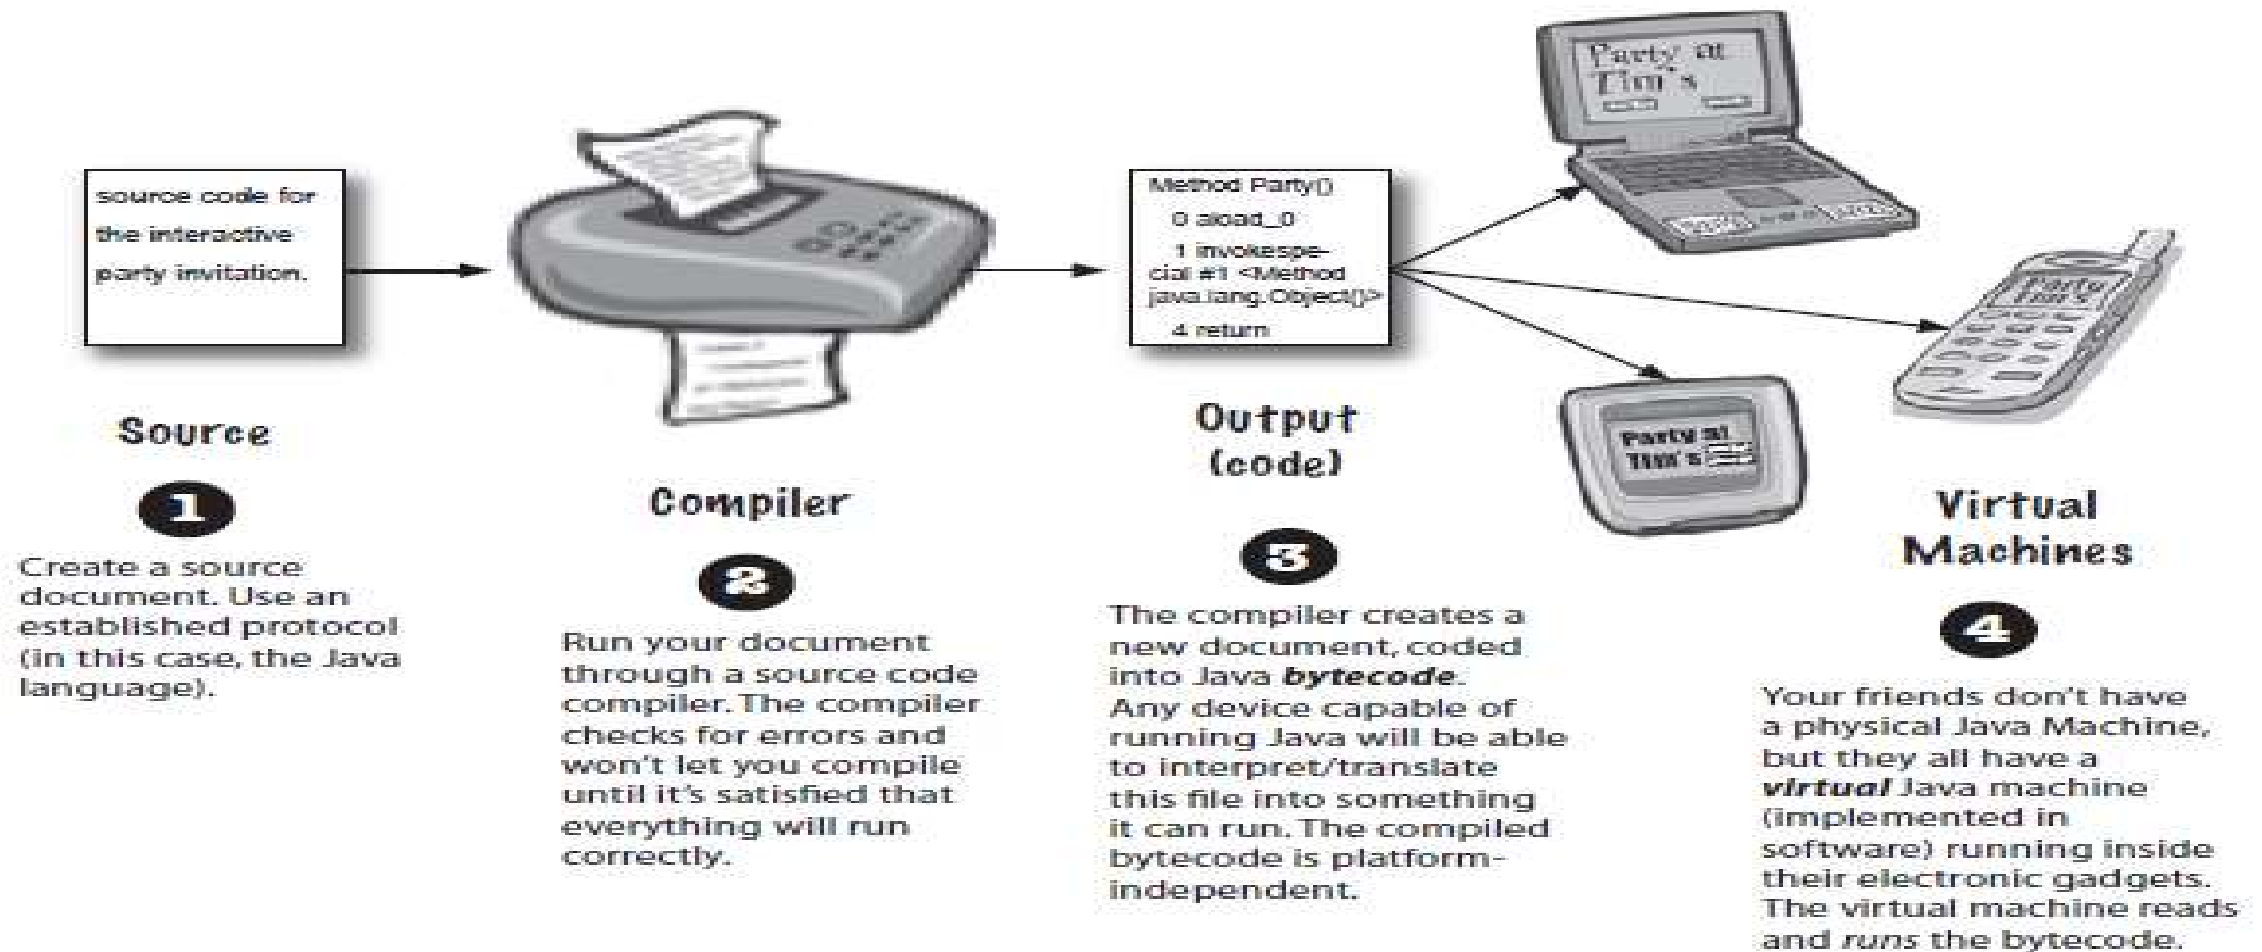 source code for
the interactive
party invitation.
Source
1
Create a source
document. Use an
established protocol
(in this case, the Java
language).
Compiler
2
Run your document
through a source code
compiler. The compiler
checks for errors and
won't let you compile
until it's satisfied that
everything will run
correctly.
Method Party()
0 aload_0
1 invokespe-
cial #1 <Method
java.lang.Object()>
4 return
Output
(code)
3
The compiler creates a
new document, coded
into Java bytecode.
Any device capable of
running Java will be able
to interpret/translate
this file into something
it can run. The compiled
bytecode is platform-
independent.
Party at
Tim's
Party
Tim's
Party at
Tim's
Virtual
Machines
4
Your friends don't have
a physical Java Machine,
but they all have a
virtual Java machine
(implemented in
software) running inside
their electronic gadgets.
The virtual machine reads
and runs the bytecode.